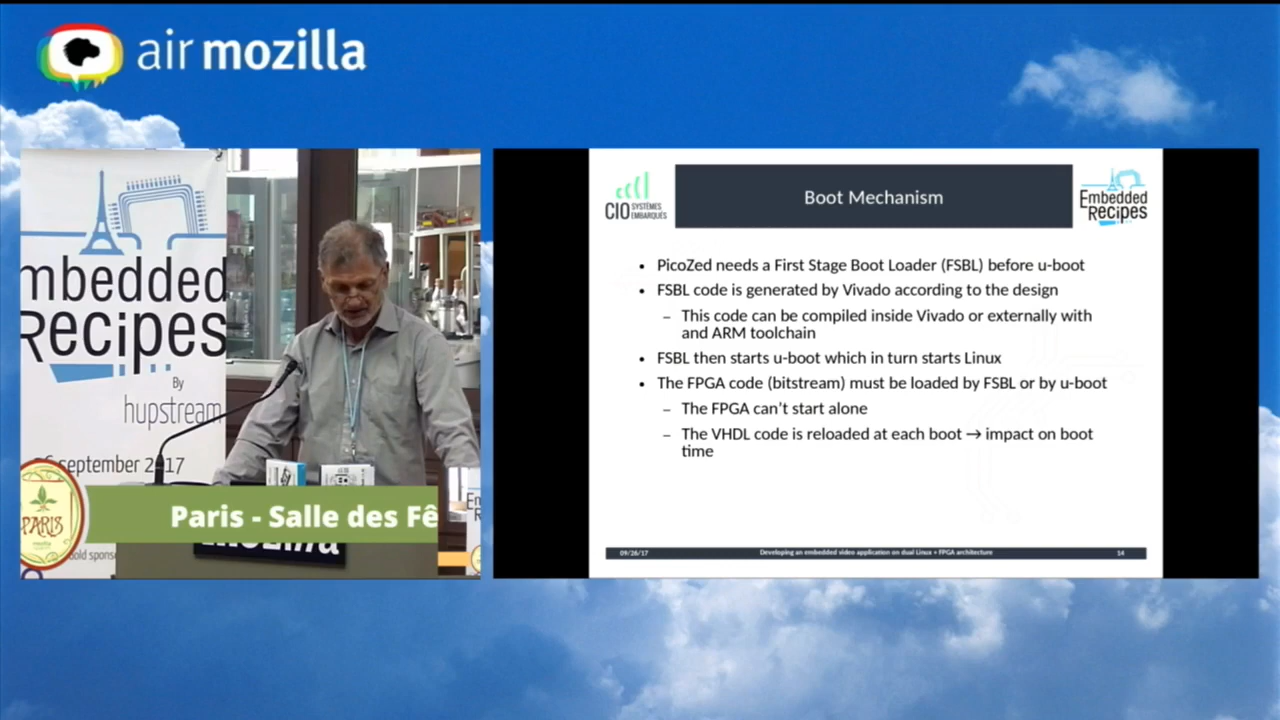 air mozilla
mbedded
Recipes
By
hupstream
september 2017
PARIS
mozilla
gold spons
Paris - Salle des Fê
mozilla
CIO SYSTÈMES
EMBARQUÉS
Boot Mechanism
Embedded
Recipes
• PicoZed needs a First Stage Boot Loader (FSBL) before u-boot
• FSBL code is generated by Vivado according to the design
– This code can be compiled inside Vivado or externally with
and ARM toolchain
• FSBL then starts u-boot which in turn starts Linux
• The FPGA code (bitstream) must be loaded by FSBL or by u-boot
– The FPGA can't start alone
– The VHDL code is reloaded at each boot → impact on boot
time
09/26/17 Developing an embedded video application on dual Linux + FPGA architecture 14